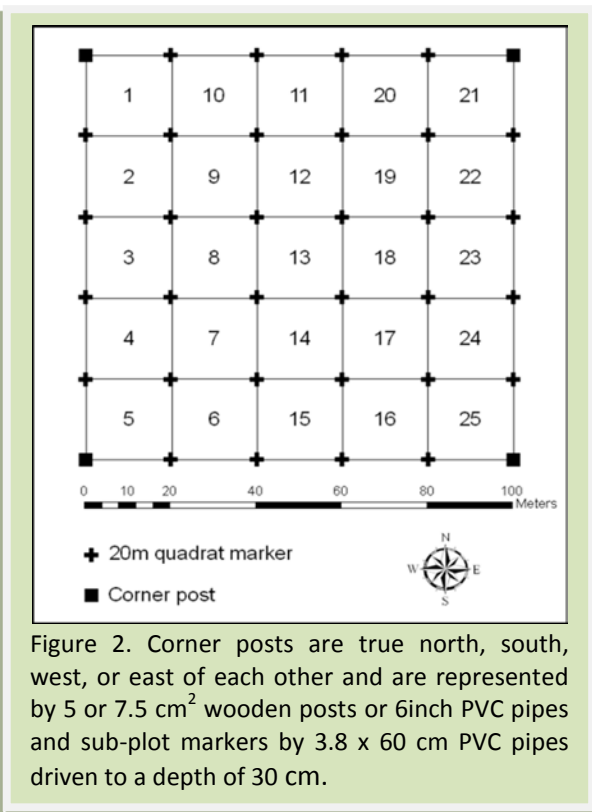 1 10 11 20 21
2 9 12 19 22
3 8 13 18 23
4 7 14 17 24
5 6 15 16 25
0 10 20 40 60 80 100
Meters
20m quadrat marker
Corner post
N
W E
S
Figure 2. Corner posts are true north, south,
west, or east of each other and are represented
by 5 or 7.5 cm² wooden posts or 6inch PVC pipes
and sub-plot markers by 3.8 x 60 cm PVC pipes
driven to a depth of 30 cm.